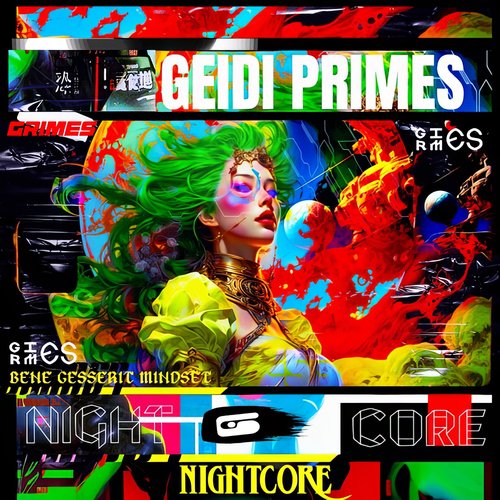 GEIDI PRIMES
GRIMES
GRIMES
GRIMES
BENE GESSERIT MINDSET
NIGHT CORE
NIGHTCORE